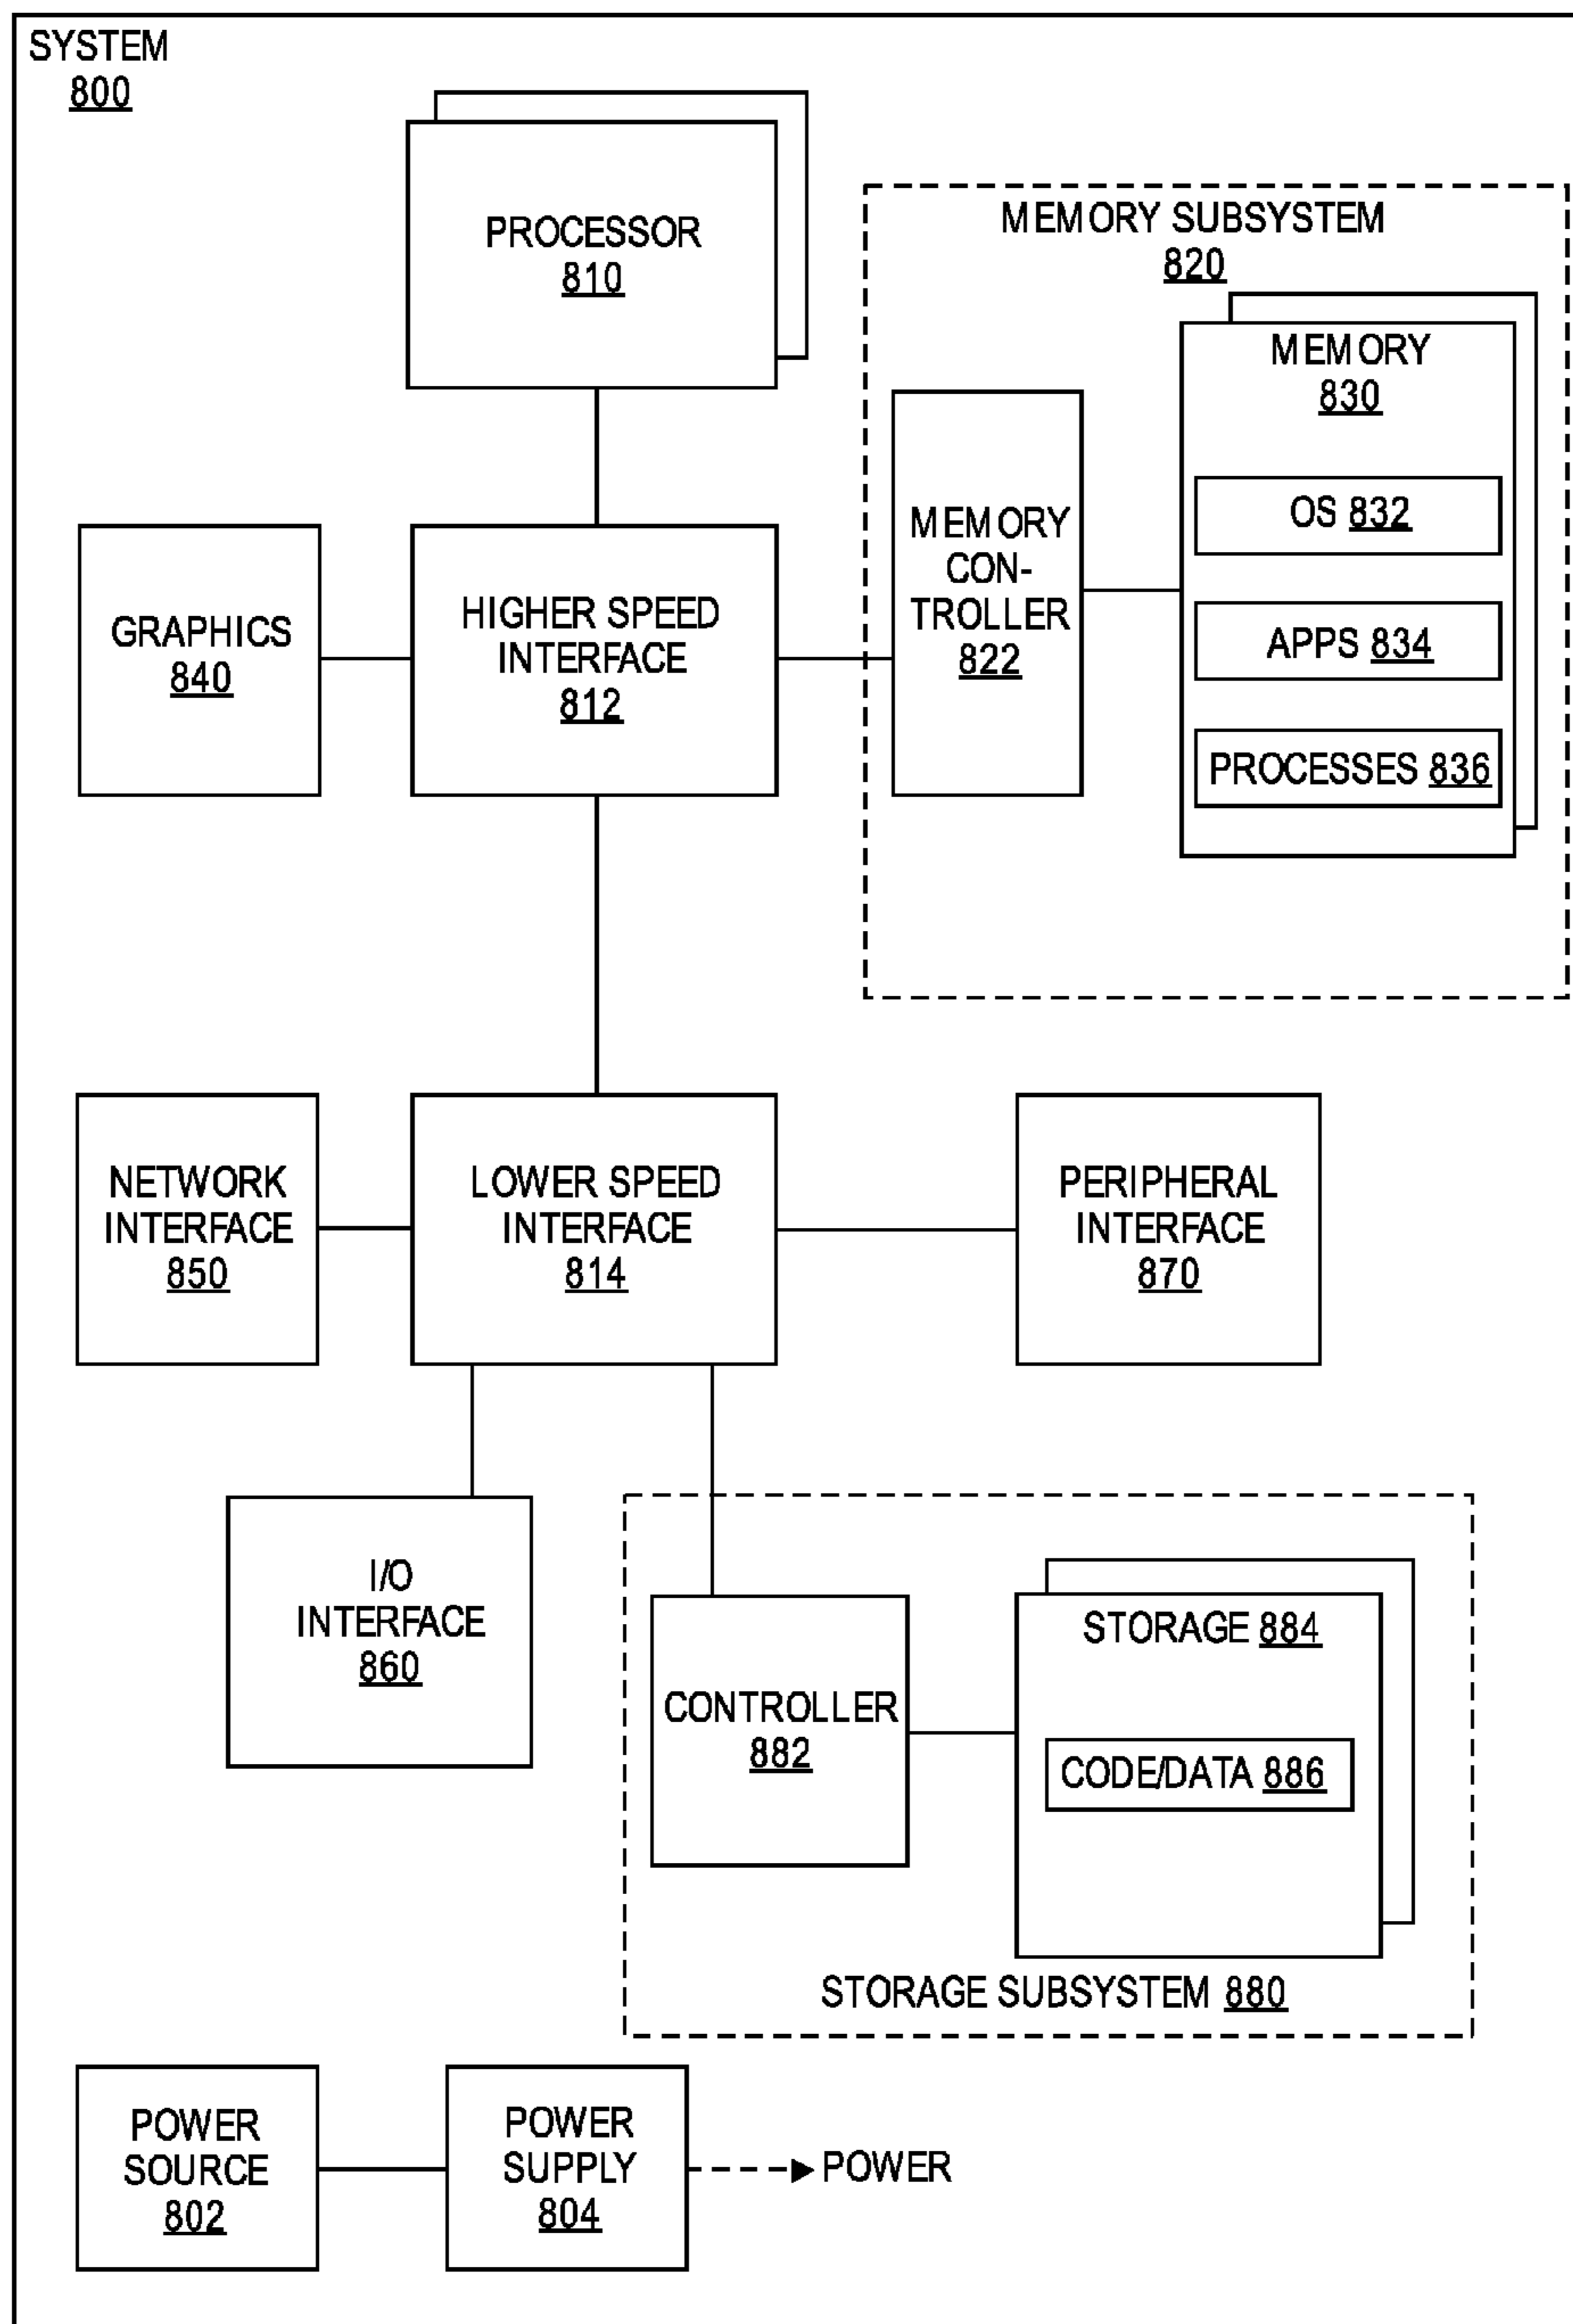 SYSTEM
800
PROCESSOR
810
MEMORY SUBSYSTEM
820
MEMORY
830
OS 832
APPS 834
PROCESSES 836
MEMORY
CON-
TROLLER
822
GRAPHICS
840
HIGHER SPEED
INTERFACE
812
NETWORK
INTERFACE
850
LOWER SPEED
INTERFACE
814
PERIPHERAL
INTERFACE
870
I/O
INTERFACE
860
CONTROLLER
882
STORAGE 884
CODE/DATA 886
STORAGE SUBSYSTEM 880
POWER
SOURCE
802
POWER
SUPPLY
804
POWER